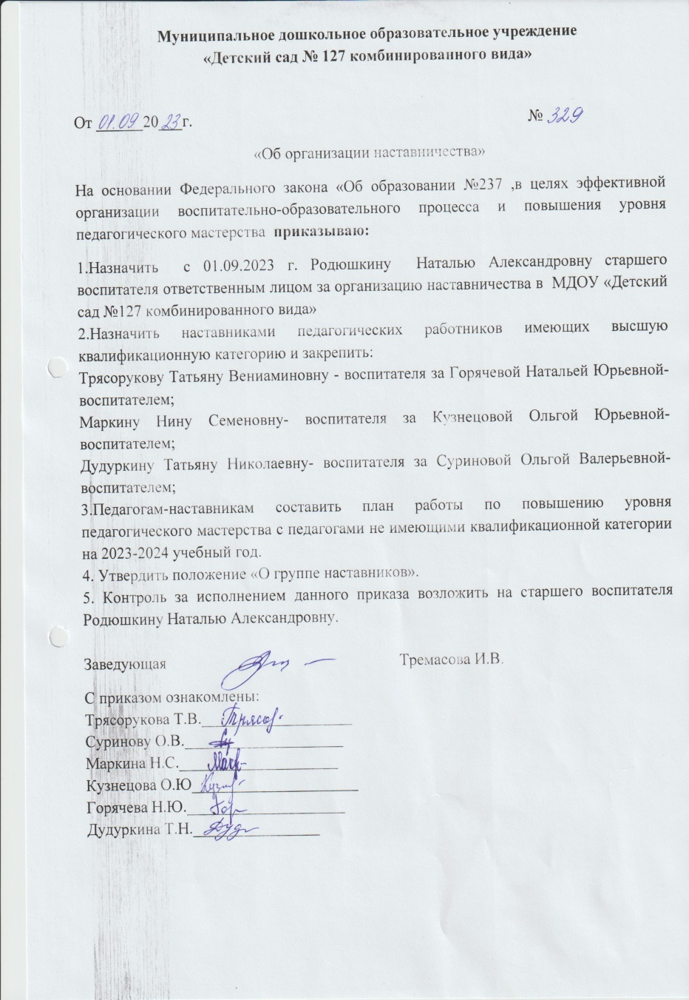 Муниципальное дошкольное образовательное учреждение
«Детский сад № 127 комбинированного вида»
От 01.09 20 23 г. № 329
«Об организации наставничества»
На основании Федерального закона «Об образовании №237 ,в целях эффективной
организации воспитательно-образовательного процесса и повышения уровня
педагогического мастерства приказываю:
1.Назначить с 01.09.2023 г. Родюшкину Наталью Александровну старшего
воспитателя ответственным лицом за организацию наставничества в МДОУ «Детский
сад №127 комбинированного вида»
2.Назначить наставниками педагогических работников имеющих высшую
квалификационную категорию и закрепить:
Трясорукову Татьяну Вениаминовну - воспитателя за Горячевой Натальей Юрьевной-
воспитателем;
Маркину Нину Семеновну- воспитателя за Кузнецовой Ольгой Юрьевной-
воспитателем;
Дудуркину Татьяну Николаевну- воспитателя за Суриновой Ольгой Валерьевной-
воспитателем;
3.Педагогам-наставникам составить план работы по повышению уровня
педагогического мастерства с педагогами не имеющими квалификационной категории
на 2023-2024 учебный год.
4. Утвердить положение «О группе наставников».
5. Контроль за исполнением данного приказа возложить на старшего воспитателя
Родюшкину Наталью Александровну.
Заведующая Тремасова И.В.
С приказом ознакомлены:
Трясорукова Т.В.
Суринову О.В.
Маркина Н.С.
Кузнецова О.Ю
Горячева Н.Ю.
Дудуркина Т.Н.